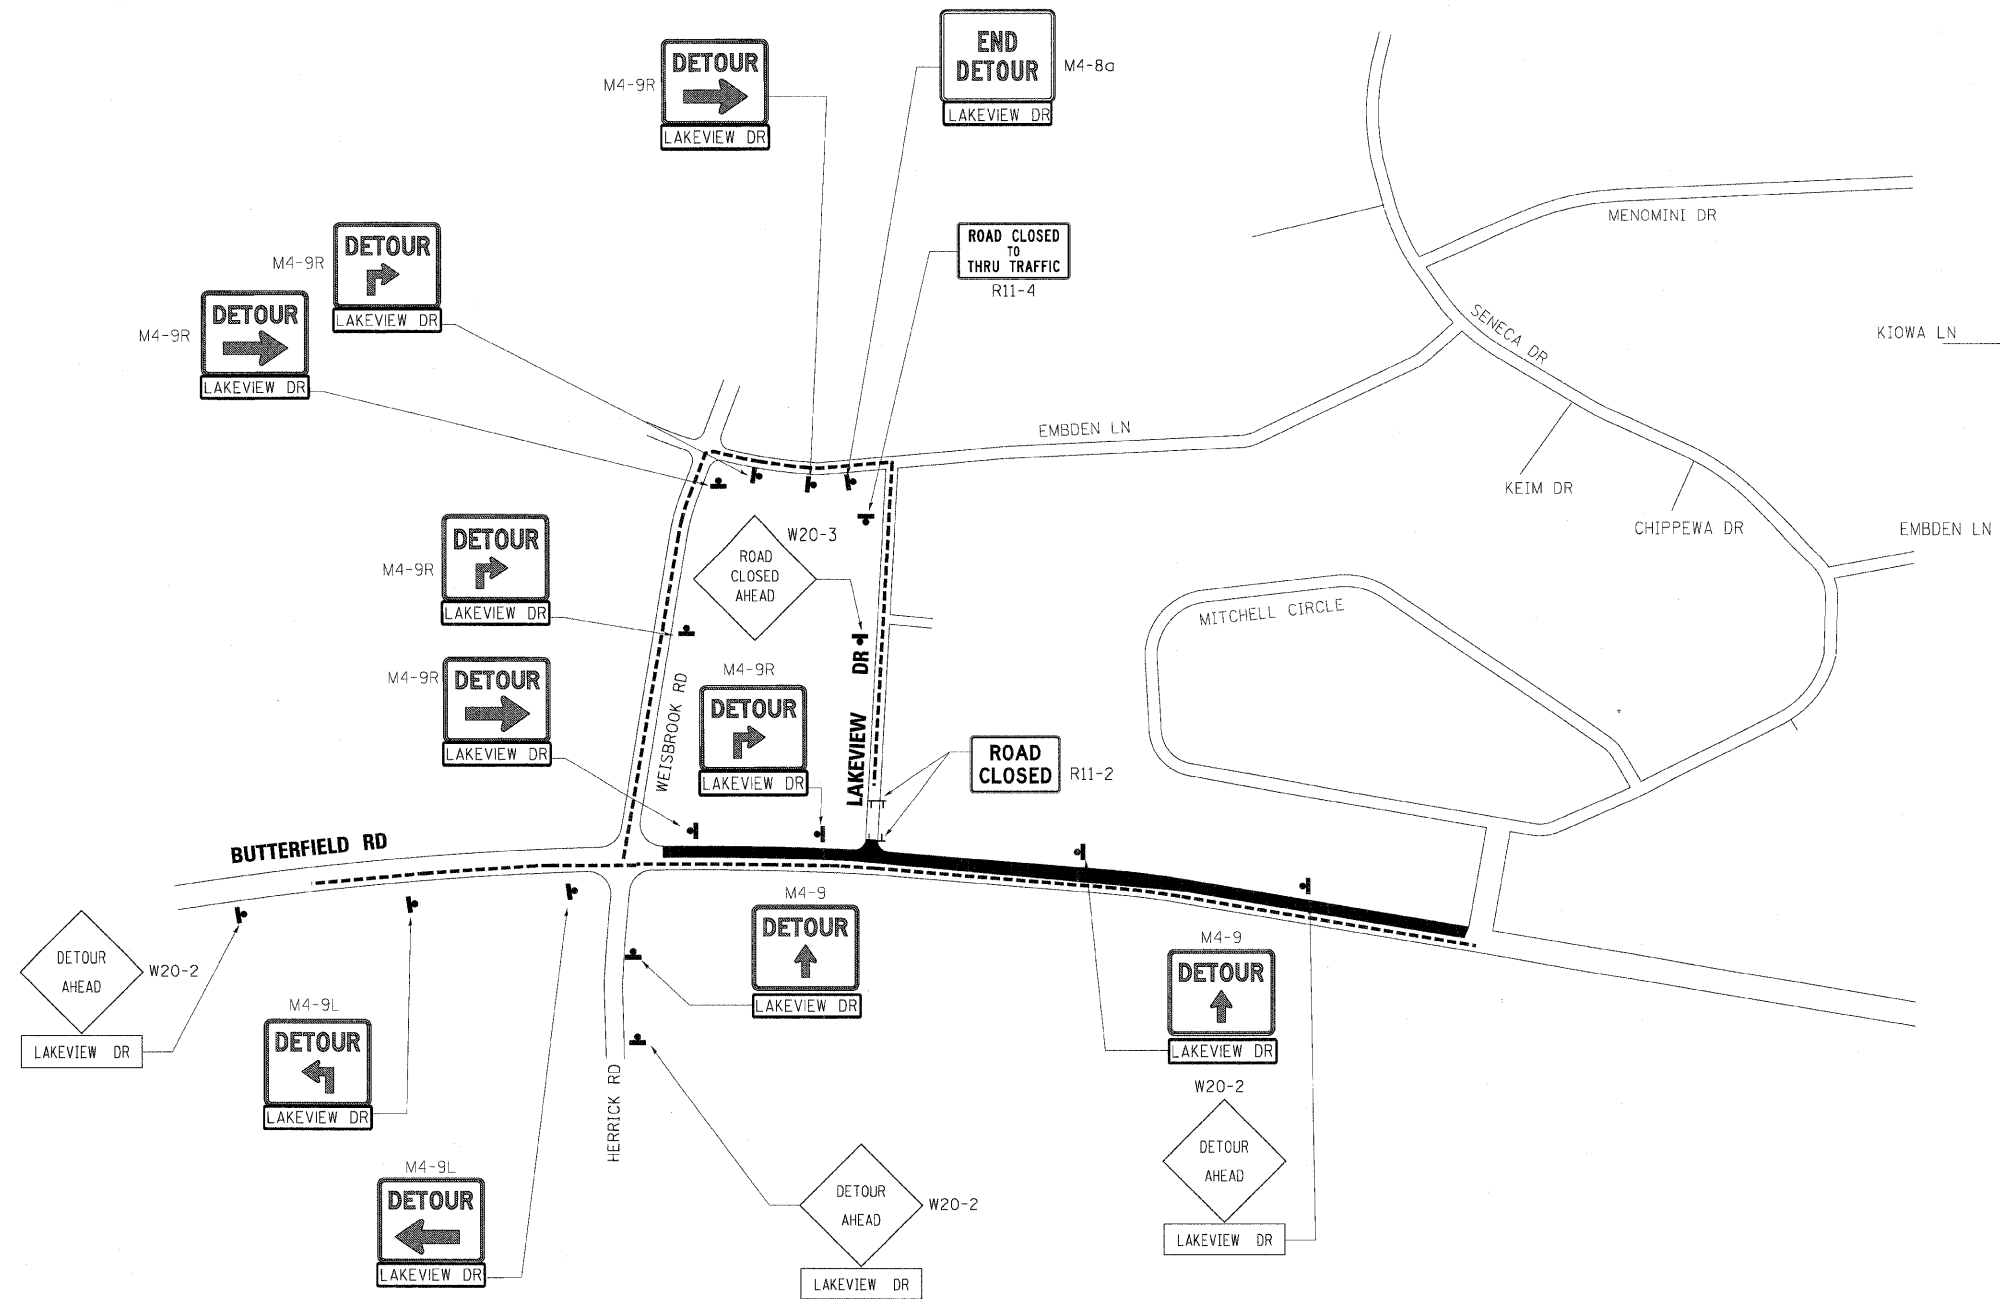 END
DETOUR
M4-8a
LAKEVIEW DR
DETOUR
M4-9R
LAKEVIEW DR
MENOMINI DR
ROAD CLOSED
TO
THRU TRAFFIC
R11-4
DETOUR
M4-9R
LAKEVIEW DR
DETOUR
M4-9R
LAKEVIEW DR
SENECA DR
KIOWA LN
EMBDEN LN
KEIM DR
CHIPPEWA DR
EMBDEN LN
DETOUR
M4-9R
LAKEVIEW DR
W20-3
ROAD
CLOSED
AHEAD
MITCHELL CIRCLE
DETOUR
M4-9R
LAKEVIEW DR
WEISBROOK RD
M4-9R
DETOUR
LAKEVIEW DR
LAKEVIEW DR
ROAD
CLOSED
R11-2
BUTTERFIELD RD
M4-9
DETOUR
LAKEVIEW DR
DETOUR
AHEAD
W20-2
LAKEVIEW DR
M4-9L
DETOUR
LAKEVIEW DR
M4-9
DETOUR
LAKEVIEW DR
W20-2
DETOUR
AHEAD
LAKEVIEW DR
HERRICK RD
M4-9L
DETOUR
LAKEVIEW DR
DETOUR
AHEAD
W20-2
LAKEVIEW DR